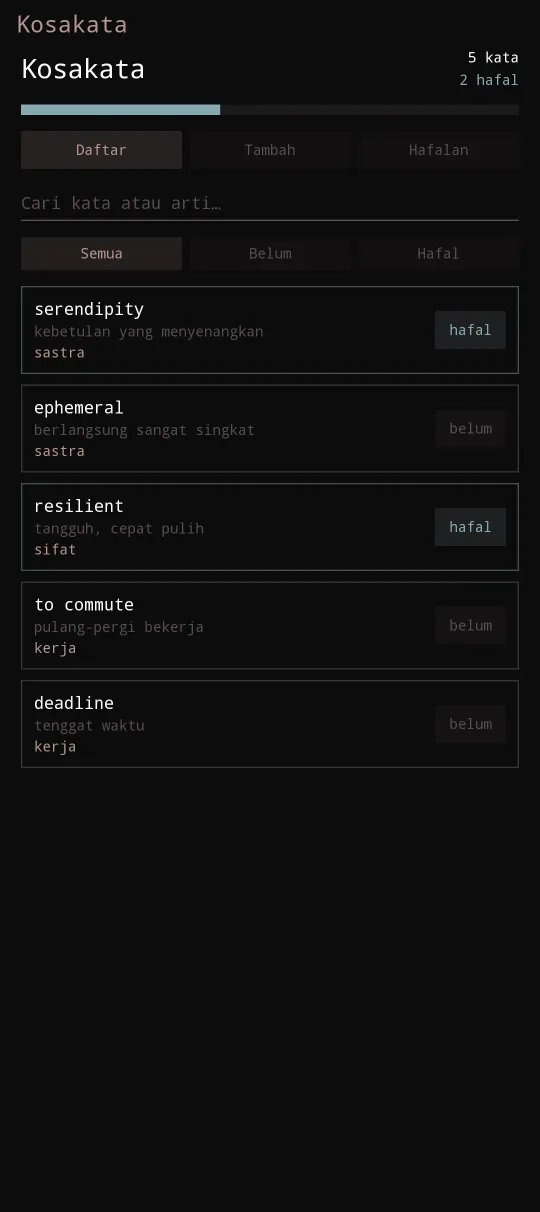 Kosakata
Kosakata
5 kata
2 hafal
Daftar
Tambah
Hafalan
Cari kata atau arti…
Semua
Belum
Hafal
serendipity
kebetulan yang menyenangkan
sastra
hafal
ephemeral
berlangsung sangat singkat
sastra
belum
resilient
tangguh, cepat pulih
sifat
hafal
to commute
pulang-pergi bekerja
kerja
belum
deadline
tenggat waktu
kerja
belum